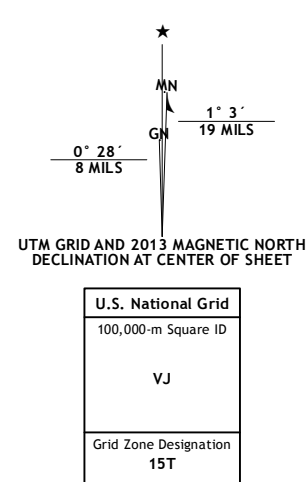 ★
MN
1° 3´
19 MILS
GN
0° 28´
8 MILS
UTM GRID AND 2013 MAGNETIC NORTH
DECLINATION AT CENTER OF SHEET
U.S. National Grid
100,000-m Square ID
VJ
Grid Zone Designation
15T